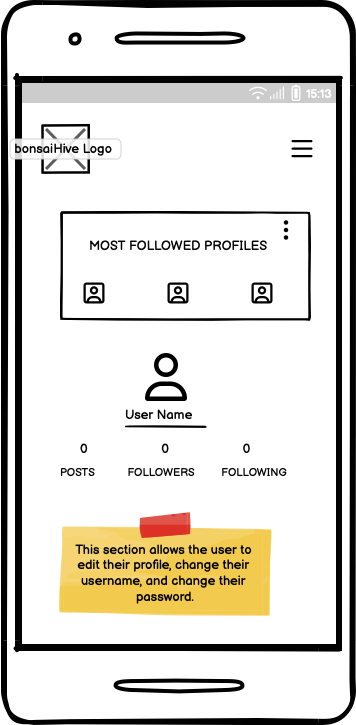 15:13
bonsaiHive Logo
MOST FOLLOWED PROFILES
User Name
0 0 0
POSTS FOLLOWERS FOLLOWING
This section allows the user to
edit their profile, change their
username, and change their
password.